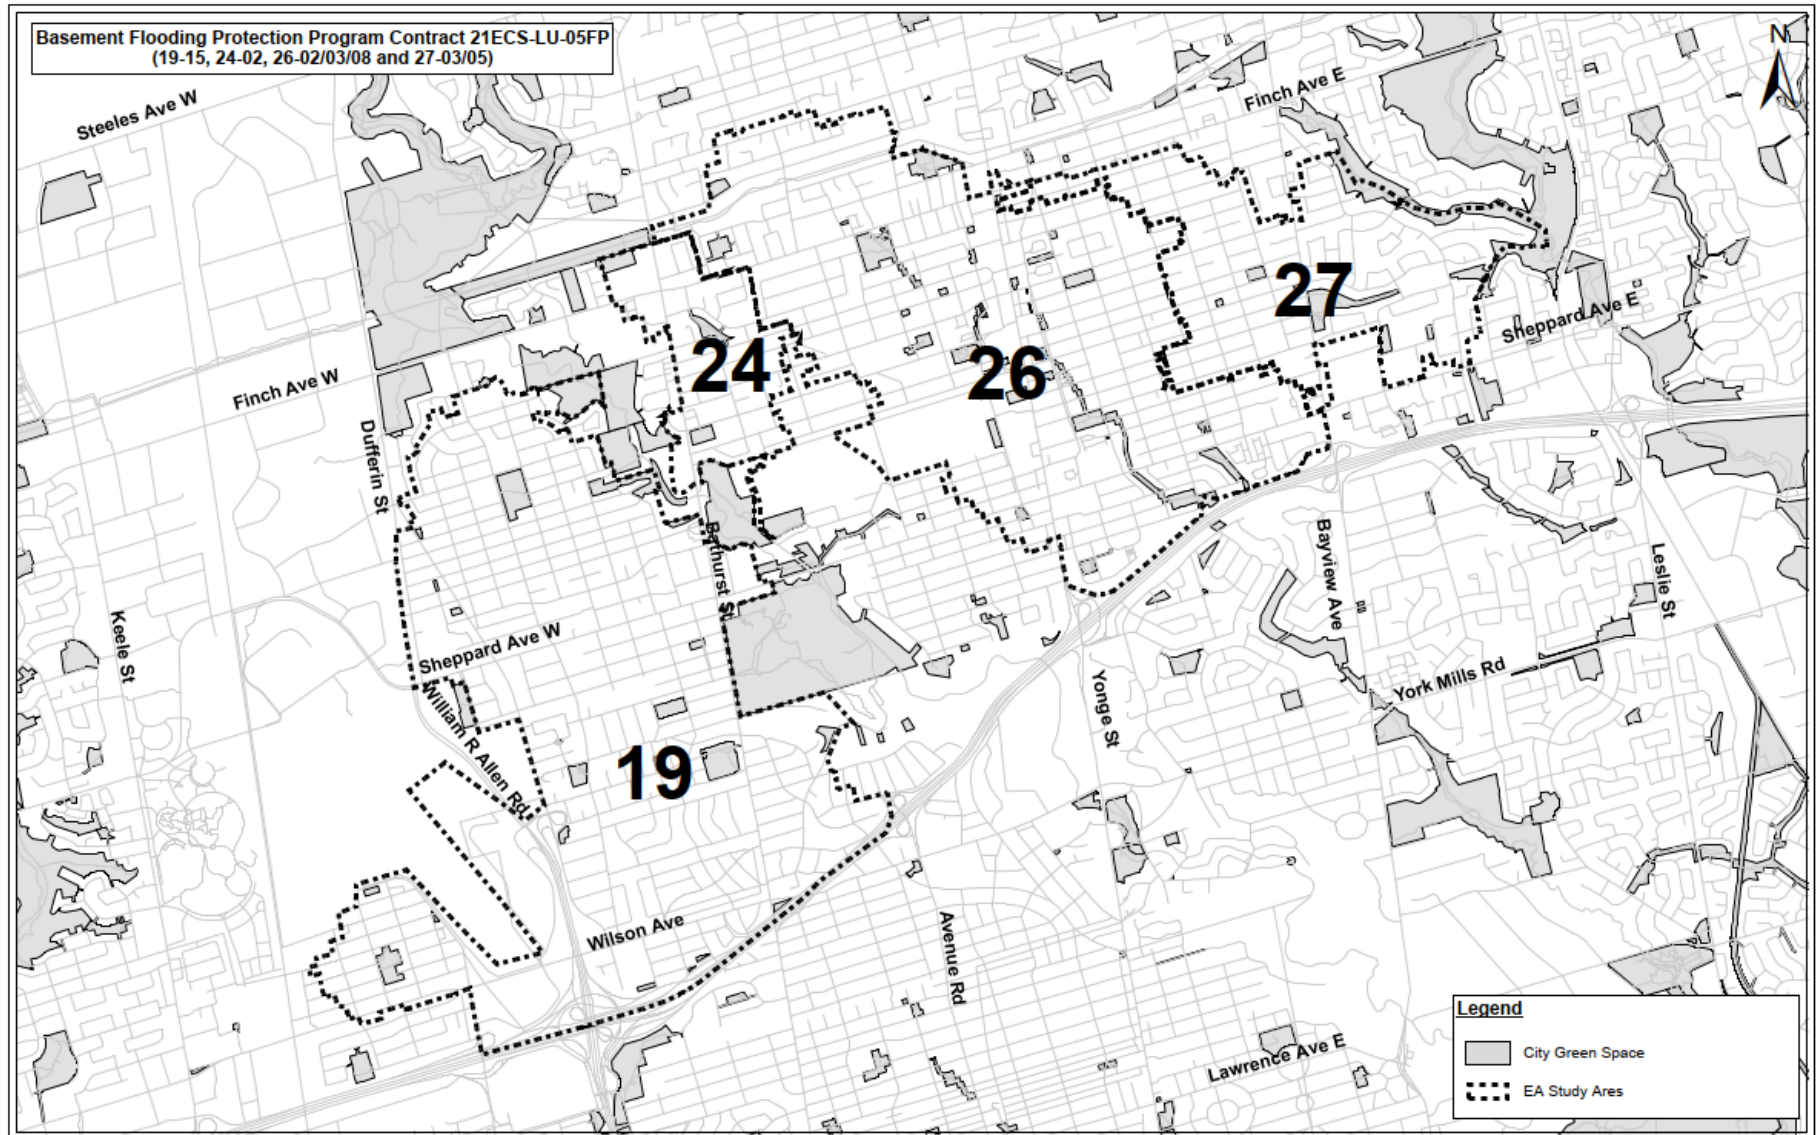 Basement Flooding Protection Program Contract 21ECS-LU-05FP
(19-15, 24-02, 26-02/03/08 and 27-03/05)
N
Steeles Ave W
Finch Ave E
27
Sheppard Ave E
24
26
Finch Ave W
Dufferin St
Bathurst St
Bayview Ave
Leslie St
Keele St
Sheppard Ave W
York Mills Rd
William R Allen Rd
Yonge St
19
Wilson Ave
Avenue Rd
Lawrence Ave E
Legend
City Green Space
EA Study Ares